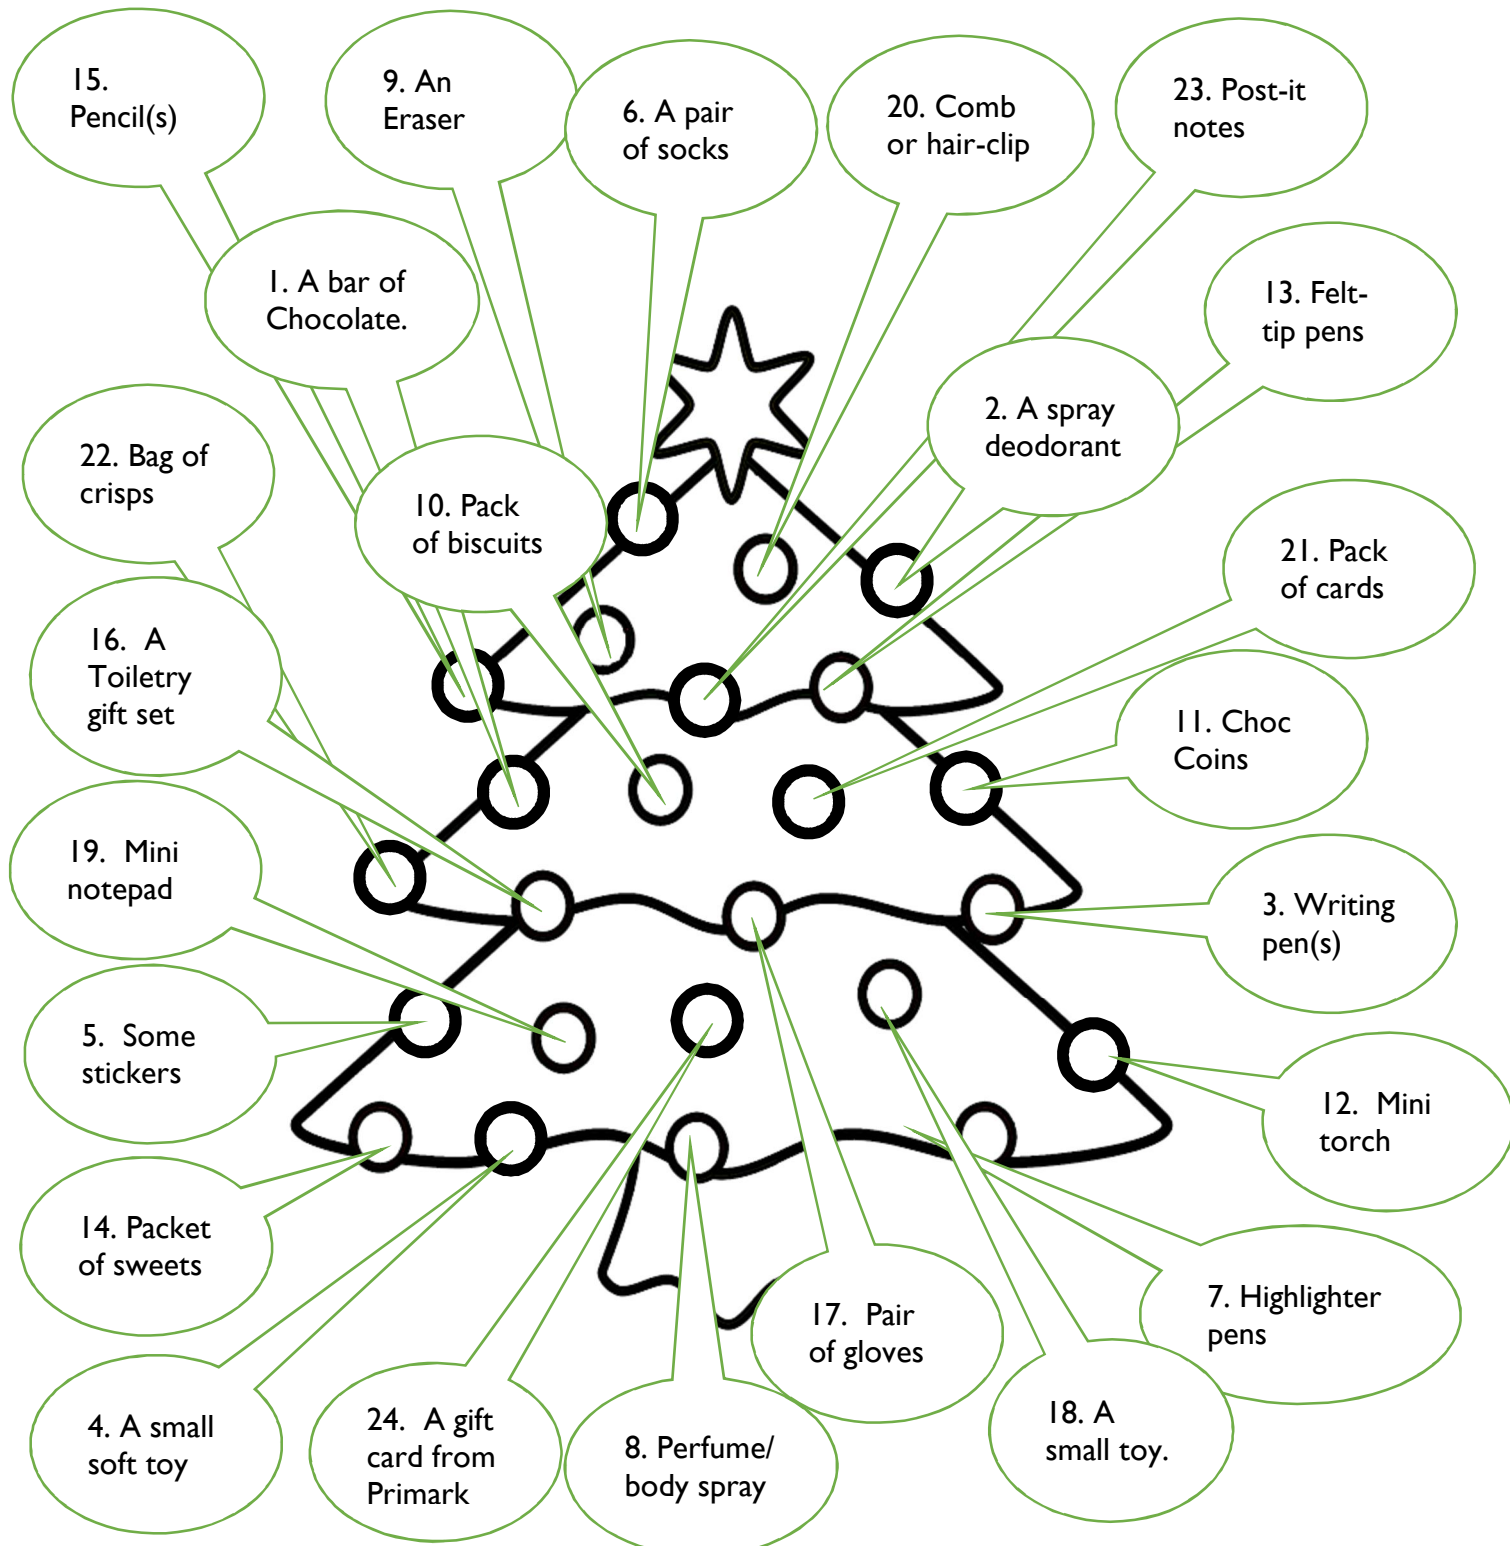 15.
Pencil(s)
9. An
Eraser
6. A pair
of socks
20. Comb
or hair-clip
23. Post-it
notes
1. A bar of
Chocolate.
13. Felt-
tip pens
2. A spray
deodorant
22. Bag of
crisps
10. Pack
of biscuits
21. Pack
of cards
16. A
Toiletry
gift set
11. Choc
Coins
19. Mini
notepad
3. Writing
pen(s)
5. Some
stickers
12. Mini
torch
14. Packet
of sweets
7. Highlighter
pens
17. Pair
of gloves
4. A small
soft toy
24. A gift
card from
Primark
8. Perfume/
body spray
18. A
small toy.